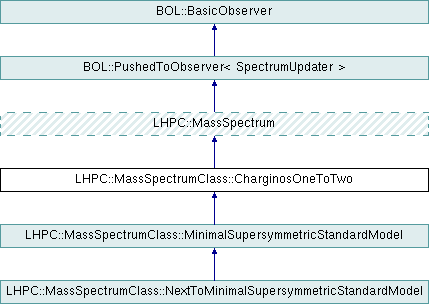 BOL::BasicObserver
BOL::PushedToObserver< SpectrumUpdater >
LHPC::MassSpectrum
LHPC::MassSpectrumClass::CharginosOneToTwo
LHPC::MassSpectrumClass::MinimalSupersymmetricStandardModel
LHPC::MassSpectrumClass::NextToMinimalSupersymmetricStandardModel